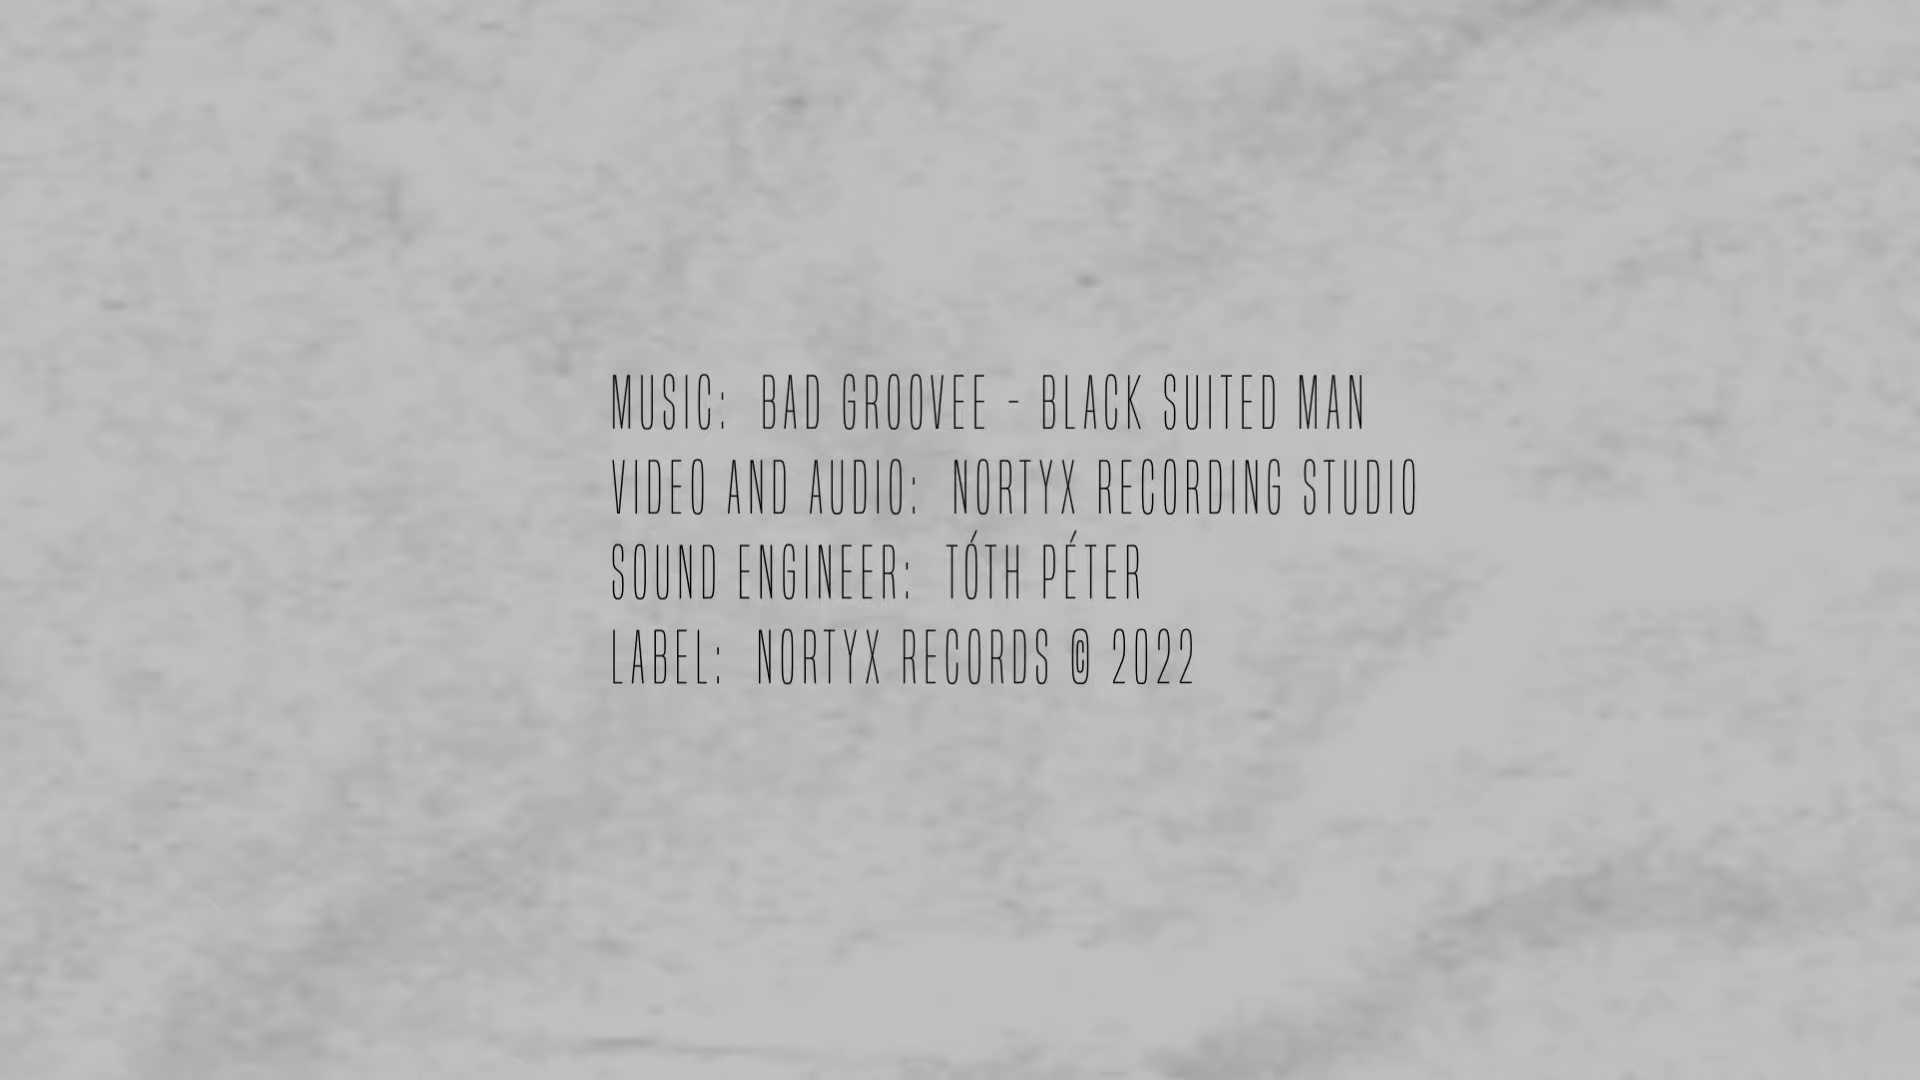 MUSIC: BAD GROOVEE - BLACK SUITED MAN
VIDEO AND AUDIO: NORTYX RECORDING STUDIO
SOUND ENGINEER: TÓTH PÉTER
LABEL: NORTYX RECORDS © 2022